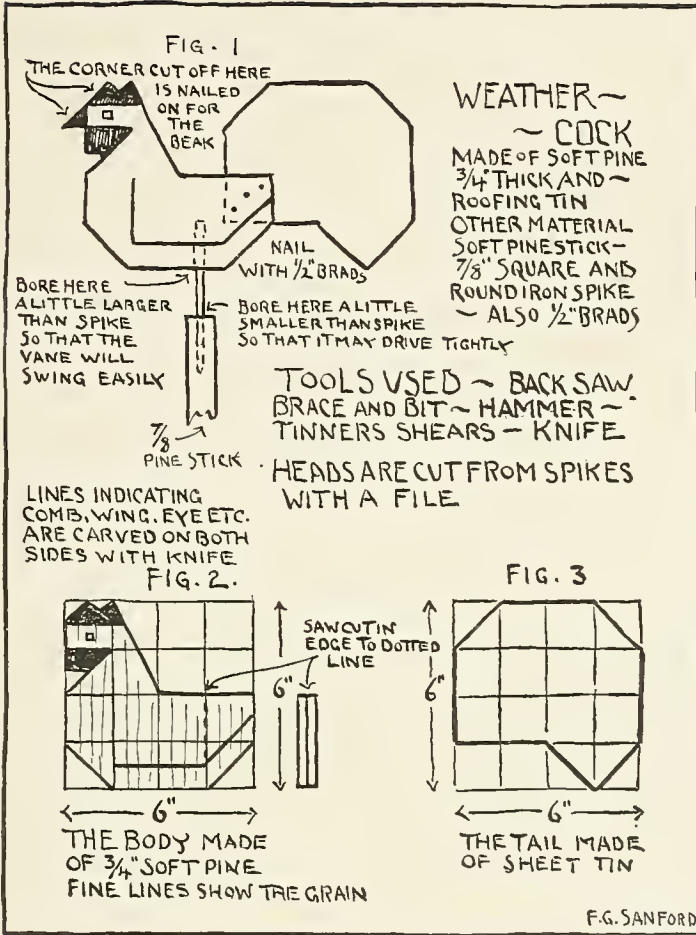 FIG. 1
THE CORNER CUT OFF HERE
IS NAILED
ON FOR
THE
BEAK
WEATHER~
~ COCK
MADE OF SOFT PINE
3/4" THICK AND ~
ROOFING TIN
OTHER MATERIAL
SOFT PINE STICK-
7/8" SQUARE AND
ROUND IRON SPIKE
~ ALSO 1/2" BRADS
NAIL
WITH 1/2" BRADS
BORE HERE
A LITTLE LARGER
THAN SPIKE
SO THAT THE
VANE WILL
SWING EASILY
BORE HERE A LITTLE
SMALLER THAN SPIKE
SO THAT IT MAY DRIVE TIGHTLY
7/8
PINE STICK
TOOLS USED ~ BACK SAW
BRACE AND BIT ~ HAMMER ~
TINNERS SHEARS - KNIFE
HEADS ARE CUT FROM SPIKES
WITH A FILE
LINES INDICATING
COMB, WING, EYE ETC.
ARE CARVED ON BOTH
SIDES WITH KNIFE
FIG. 2.
SAW CUT IN
EDGE TO DOTTED
LINE
6"
6"
THE BODY MADE
OF 3/4" SOFT PINE
FINE LINES SHOW THE GRAIN
FIG. 3
6"
6"
THE TAIL MADE
OF SHEET TIN
F.G. SANFORD